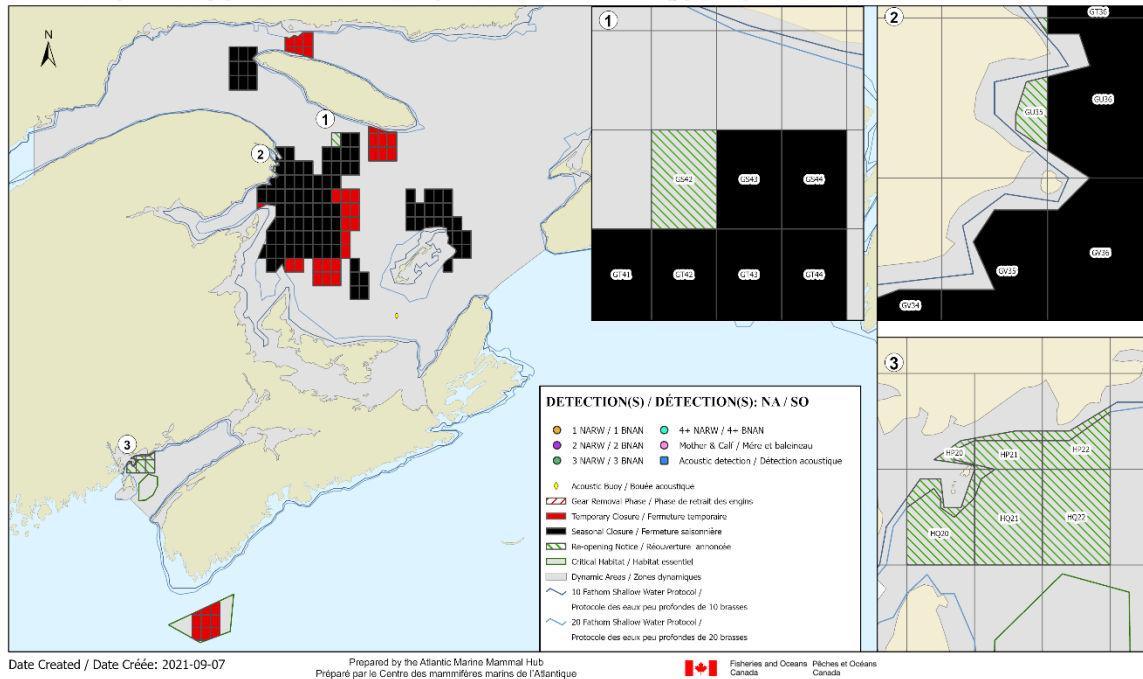 N
1
2
3
1
GS42
GS43
GS44
GT41
GT42
GT43
GT44
2
GT36
GU35
GU36
GV35
GV36
GV34
3
HP20
HP21
HP22
HQ20
HQ21
HQ22
DETECTION(S) / DÉTECTION(S): NA / SO
1 NARW / 1 BNAN
4+ NARW / 4+ BNAN
2 NARW / 2 BNAN
Mother & Calf / Mére et baleineau
3 NARW / 3 BNAN
Acoustic detection / Détection acoustique
Acoustic Buoy / Bouée acoustique
Gear Removal Phase / Phase de retrait des engins
Temporary Closure / Fermeture temporaire
Seasonal Closure / Fermeture saisonnière
Re-opening Notice / Réouverture annoncée
Critical Habitat / Habitat essentiel
Dynamic Areas / Zones dynamiques
10 Fathom Shallow Water Protocol /
Protocole des eaux peu profondes de 10 brasses
20 Fathom Shallow Water Protocol /
Protocole des eaux peu profondes de 20 brasses
Date Created / Date Créée: 2021-09-07
Prepared by the Atlantic Marine Mammal Hub
Préparé par le Centre des mammifères marins de l'Atlantique
Fisheries and Oceans Canada
Pêches et Océans Canada